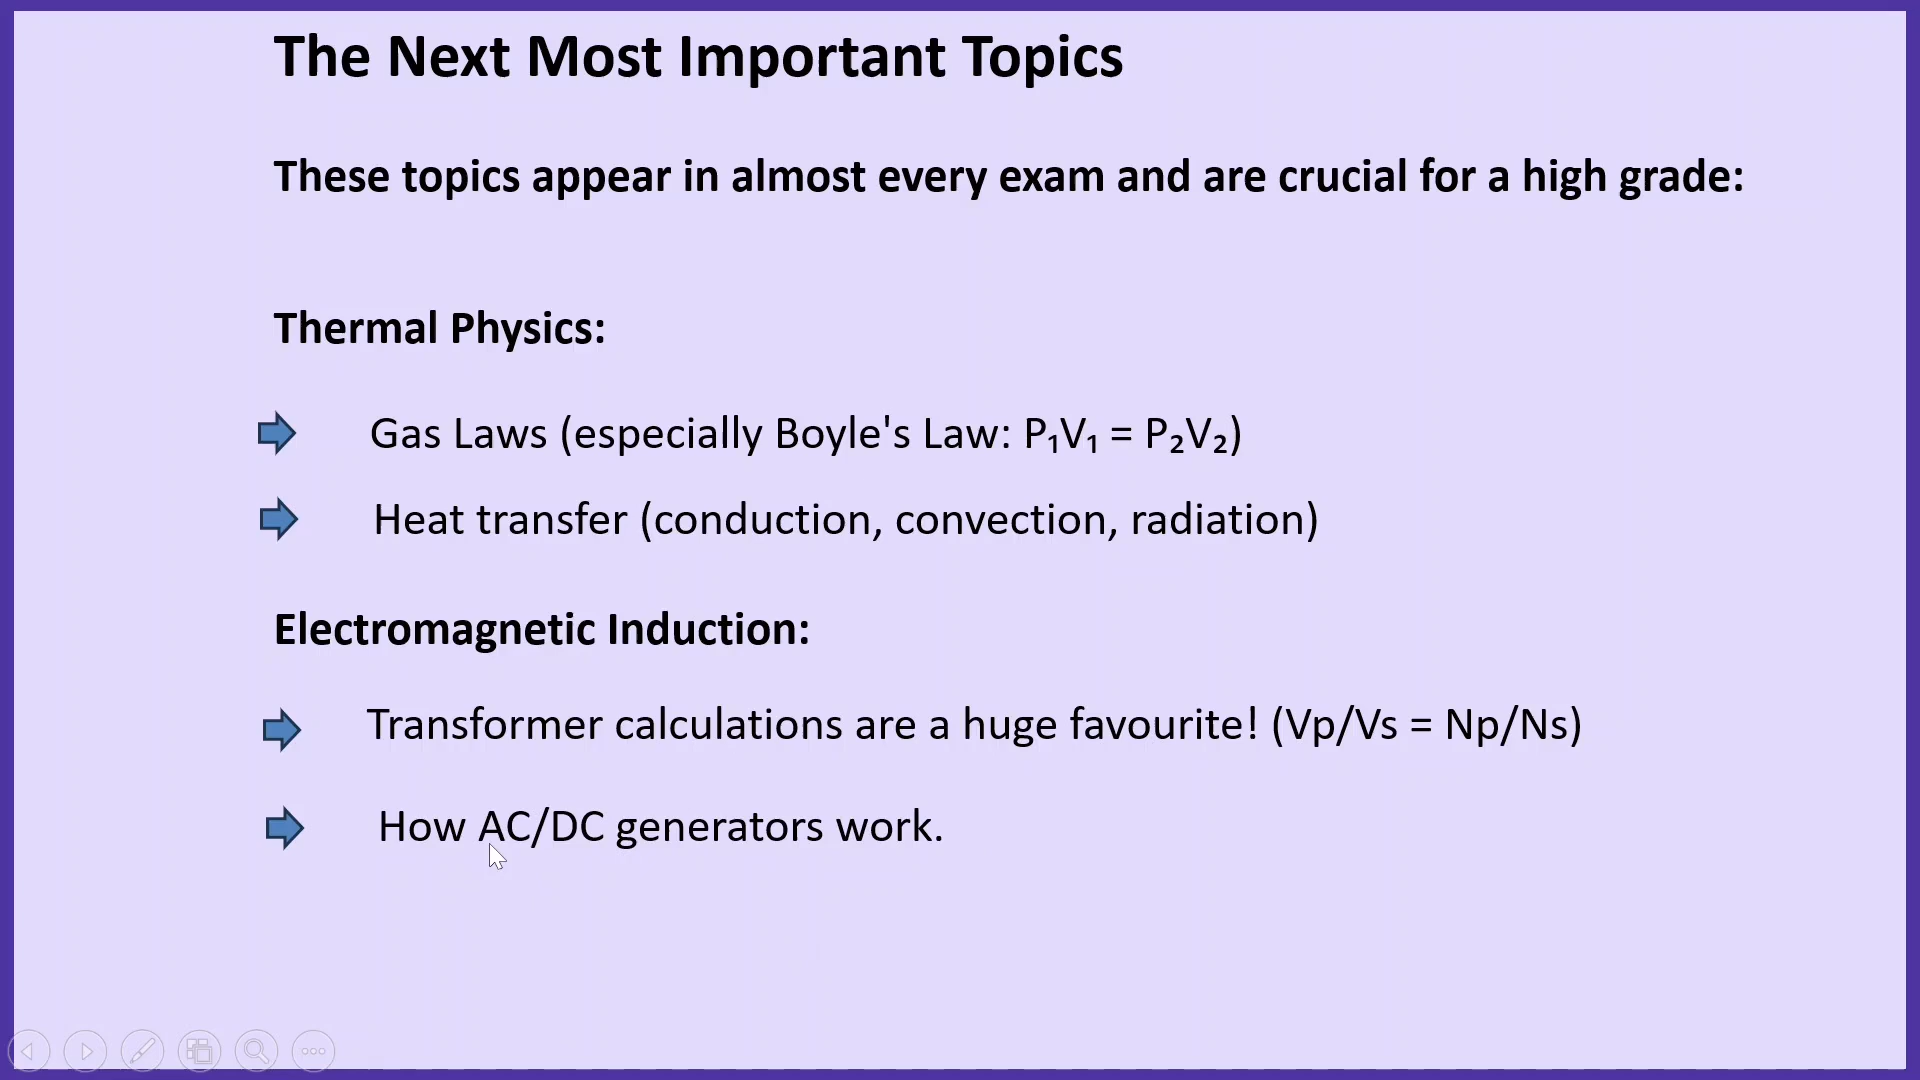 The Next Most Important Topics
These topics appear in almost every exam and are crucial for a high grade:
Thermal Physics:
Gas Laws (especially Boyle's Law: P₁V₁ = P₂V₂)
Heat transfer (conduction, convection, radiation)
Electromagnetic Induction:
Transformer calculations are a huge favourite! (Vp/Vs = Np/Ns)
How AC/DC generators work.